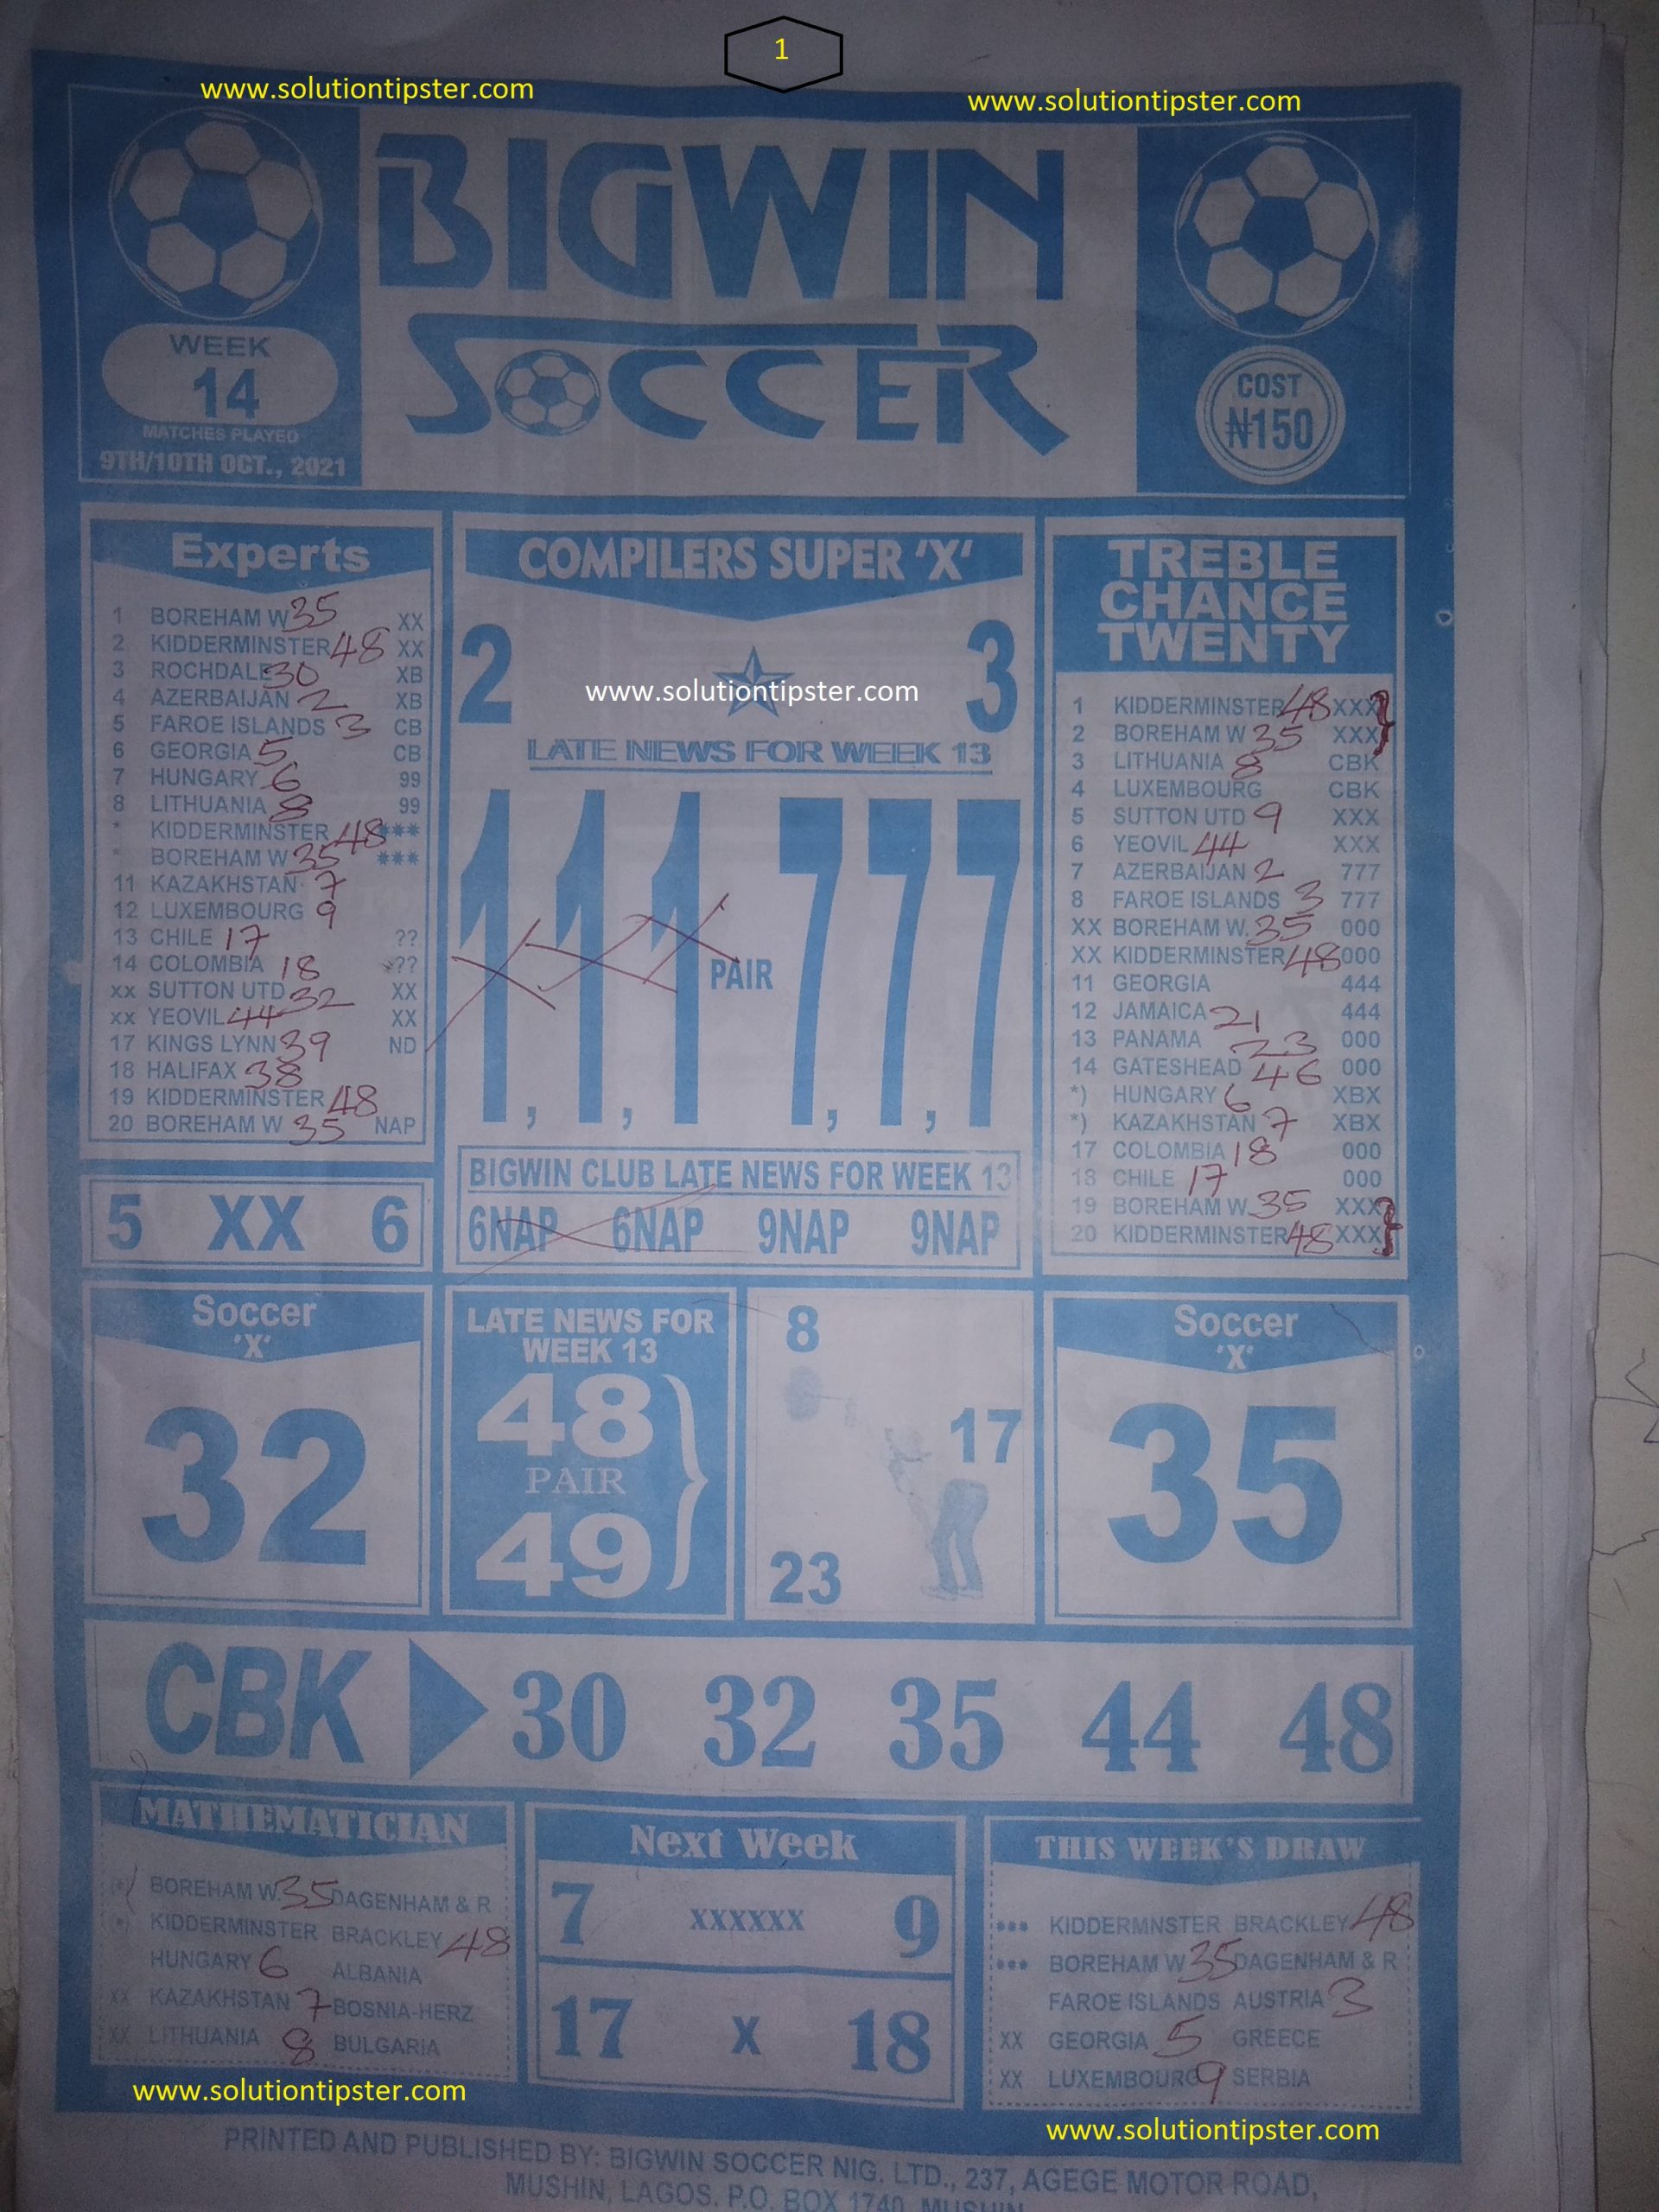 1
www.solutiontipster.com
www.solutiontipster.com
BIGWIN
SOCCER
WEEK
14
MATCHES PLAYED
9TH/10TH OCT., 2021
COST
₦150
Experts
1 BOREHAM W 35 XX
2 KIDDERMINSTER 48 XX
3 ROCHDALE 30 XB
4 AZERBAIJAN 2 XB
5 FAROE ISLANDS 3 CB
6 GEORGIA 5 CB
7 HUNGARY 6 99
8 LITHUANIA 8 99
* KIDDERMINSTER 48 ***
* BOREHAM W 35 ***
11 KAZAKHSTAN 7
12 LUXEMBOURG 9
13 CHILE 17 ??
14 COLOMBIA 18 *??
xx SUTTON UTD 32 XX
xx YEOVIL 44 XX
17 KINGS LYNN 39 ND
18 HALIFAX 38
19 KIDDERMINSTER 48
20 BOREHAM W 35 NAP
5 XX 6
COMPILERS SUPER 'X'
2 3
www.solutiontipster.com
LATE NEWS FOR WEEK 13
1, 1, 1 PAIR 7, 7, 7
BIGWIN CLUB LATE NEWS FOR WEEK 13
6NAP 6NAP 9NAP 9NAP
TREBLE
CHANCE
TWENTY
1 KIDDERMINSTER 48 XXX}
2 BOREHAM W 35 XXX
3 LITHUANIA 8 CBK
4 LUXEMBOURG CBK
5 SUTTON UTD 9 XXX
6 YEOVIL 44 XXX
7 AZERBAIJAN 2 777
8 FAROE ISLANDS 3 777
XX BOREHAM W. 35 000
XX KIDDERMINSTER 48 000
11 GEORGIA 444
12 JAMAICA 21 444
13 PANAMA 23 000
14 GATESHEAD 46 000
*) HUNGARY 6 XBX
*) KAZAKHSTAN 7 XBX
17 COLOMBIA 18 000
18 CHILE 17 000
19 BOREHAM W. 35 XXX}
20 KIDDERMINSTER 48 XXX
Soccer
'X'
32
LATE NEWS FOR
WEEK 13
48
PAIR
49
8
17
23
Soccer
'X'
35
CBK 30 32 35 44 48
MATHEMATICIAN
(*) BOREHAM W. 35 DAGENHAM & R
(*) KIDDERMINSTER BRACKLEY 48
HUNGARY 6 ALBANIA
XX KAZAKHSTAN 7 BOSNIA-HERZ
XX LITHUANIA 8 BULGARIA
Next Week
7 XXXXXX 9
17 X 18
THIS WEEK'S DRAW
*** KIDDERMNSTER BRACKLEY 48
*** BOREHAM W 35 DAGENHAM & R
FAROE ISLANDS AUSTRIA 3
XX GEORGIA 5 GREECE
XX LUXEMBOURG 9 SERBIA
www.solutiontipster.com
www.solutiontipster.com
PRINTED AND PUBLISHED BY: BIGWIN SOCCER NIG. LTD., 237, AGEGE MOTOR ROAD,
MUSHIN, LAGOS. P.O. BOX 1740, MUSHIN